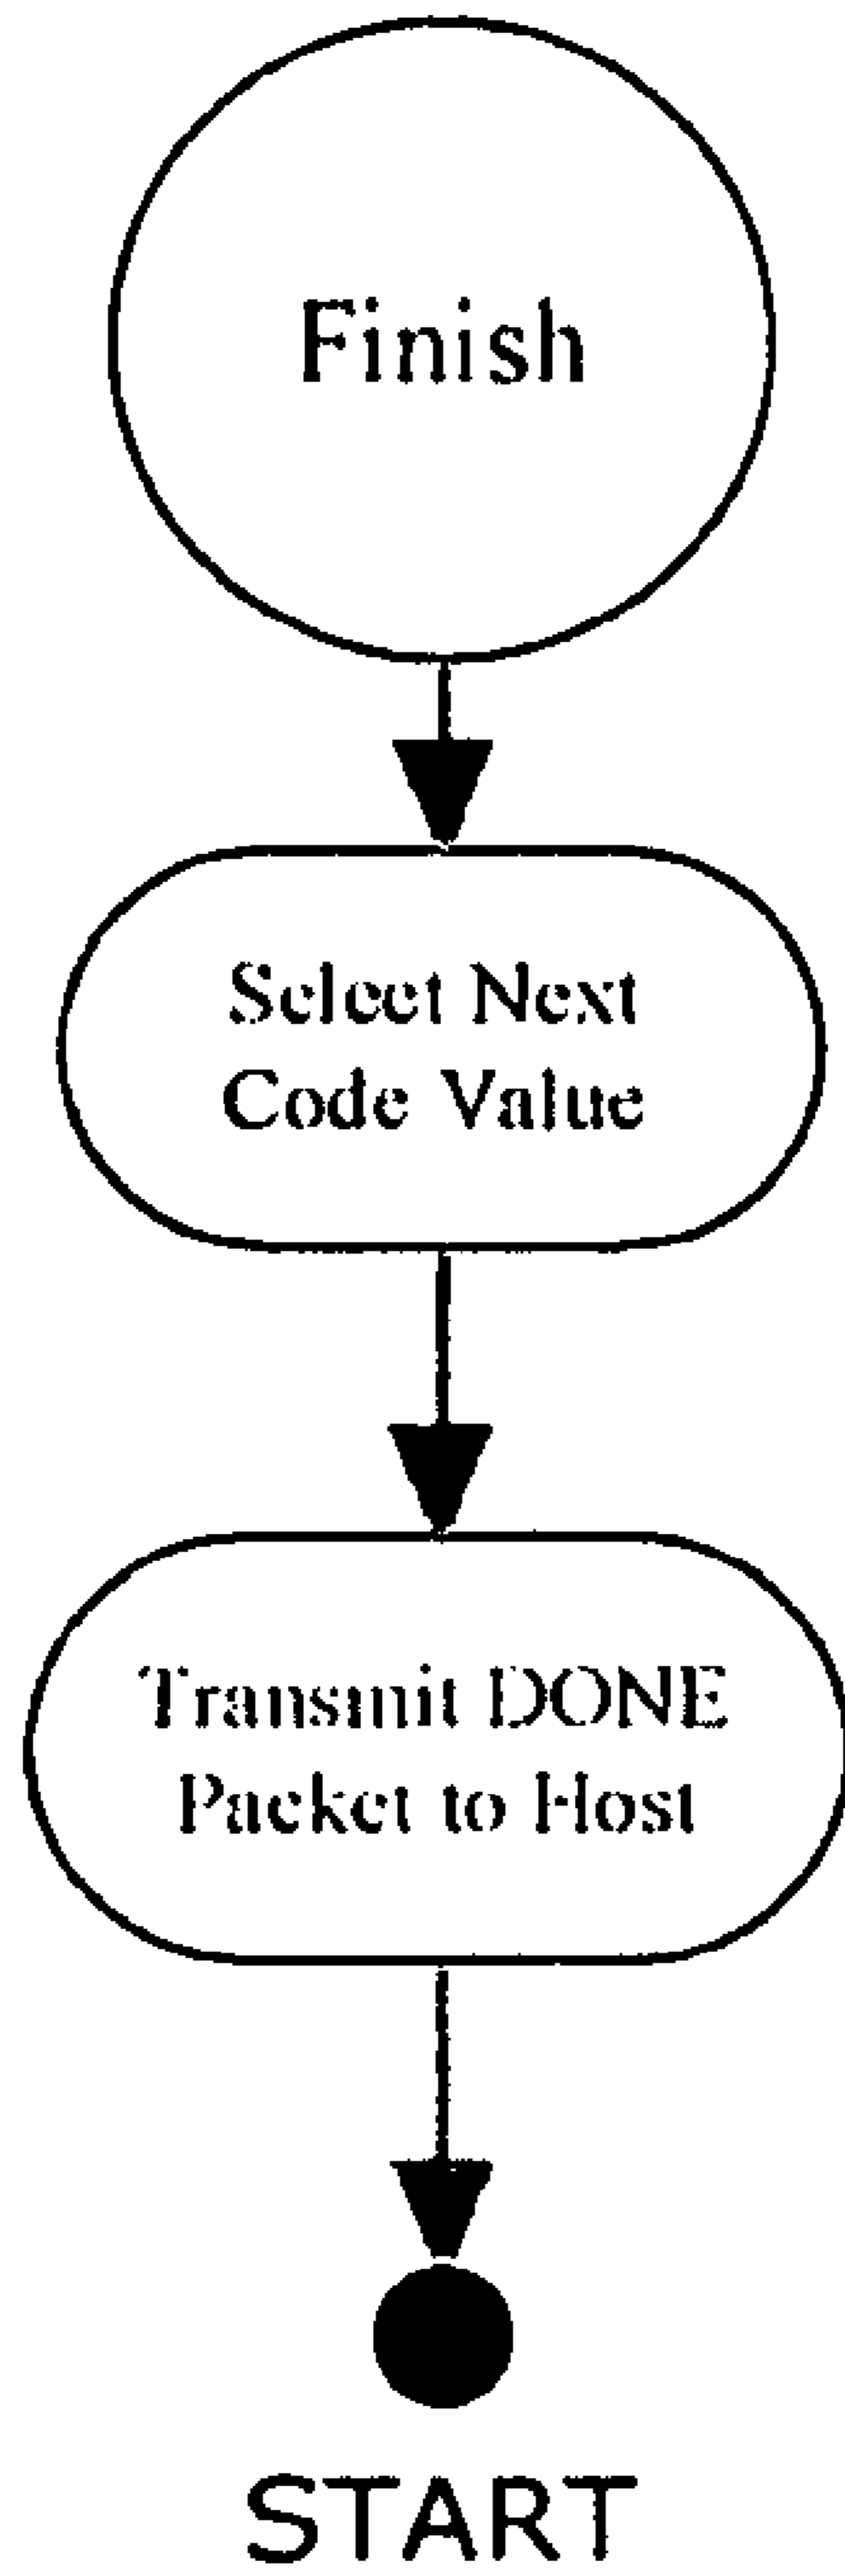 Finish
Select Next
Code Value
Transmit DONE
Packet to Host
START